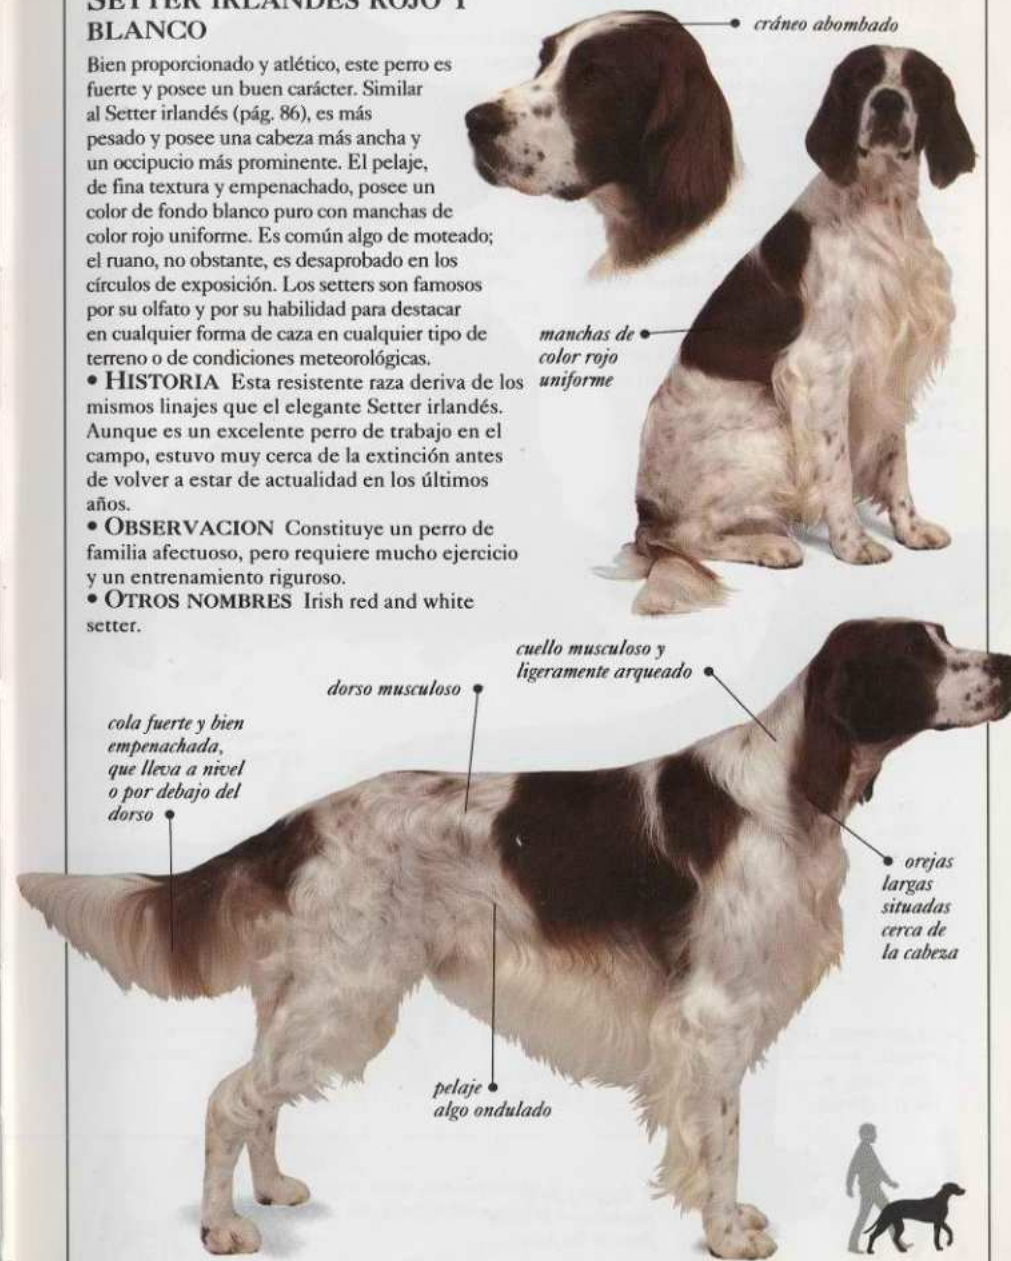 SETTER IRLANDES ROJO Y
BLANCO
Bien proporcionado y atlético, este perro es
fuerte y posee un buen carácter. Similar
al Setter irlandés (pág. 86), es más
pesado y posee una cabeza más ancha y
un occipucio más prominente. El pelaje,
de fina textura y empenachado, posee un
color de fondo blanco puro con manchas de
color rojo uniforme. Es común algo de moteado;
el ruano, no obstante, es desaprobado en los
círculos de exposición. Los setters son famosos
por su olfato y por su habilidad para destacar
en cualquier forma de caza en cualquier tipo de
terreno o de condiciones meteorológicas.
• HISTORIA Esta resistente raza deriva de los
mismos linajes que el elegante Setter irlandés.
Aunque es un excelente perro de trabajo en el
campo, estuvo muy cerca de la extinción antes
de volver a estar de actualidad en los últimos
años.
• OBSERVACION Constituye un perro de
familia afectuoso, pero requiere mucho ejercicio
y un entrenamiento riguroso.
• OTROS NOMBRES Irish red and white
setter.
cráneo abombado
manchas de
color rojo
uniforme
cuello musculoso y
ligeramente arqueado
dorso musculoso
cola fuerte y bien
empenachada,
que lleva a nivel
o por debajo del
dorso
orejas
largas
situadas
cerca de
la cabeza
pelaje
algo ondulado